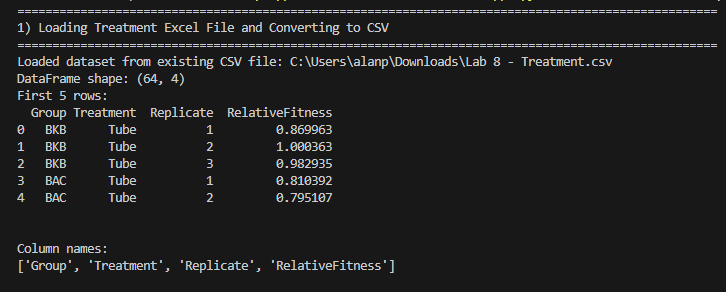 ====================================================================================================
1) Loading Treatment Excel File and Converting to CSV
====================================================================================================
Loaded dataset from existing CSV file: C:\Users\alanp\Downloads\Lab 8 - Treatment.csv
DataFrame shape: (64, 4)
First 5 rows:
  Group Treatment  Replicate  RelativeFitness
0   BKB      Tube          1         0.869963
1   BKB      Tube          2         1.000363
2   BKB      Tube          3         0.982935
3   BAC      Tube          1         0.810392
4   BAC      Tube          2         0.795107
Column names:
['Group', 'Treatment', 'Replicate', 'RelativeFitness']